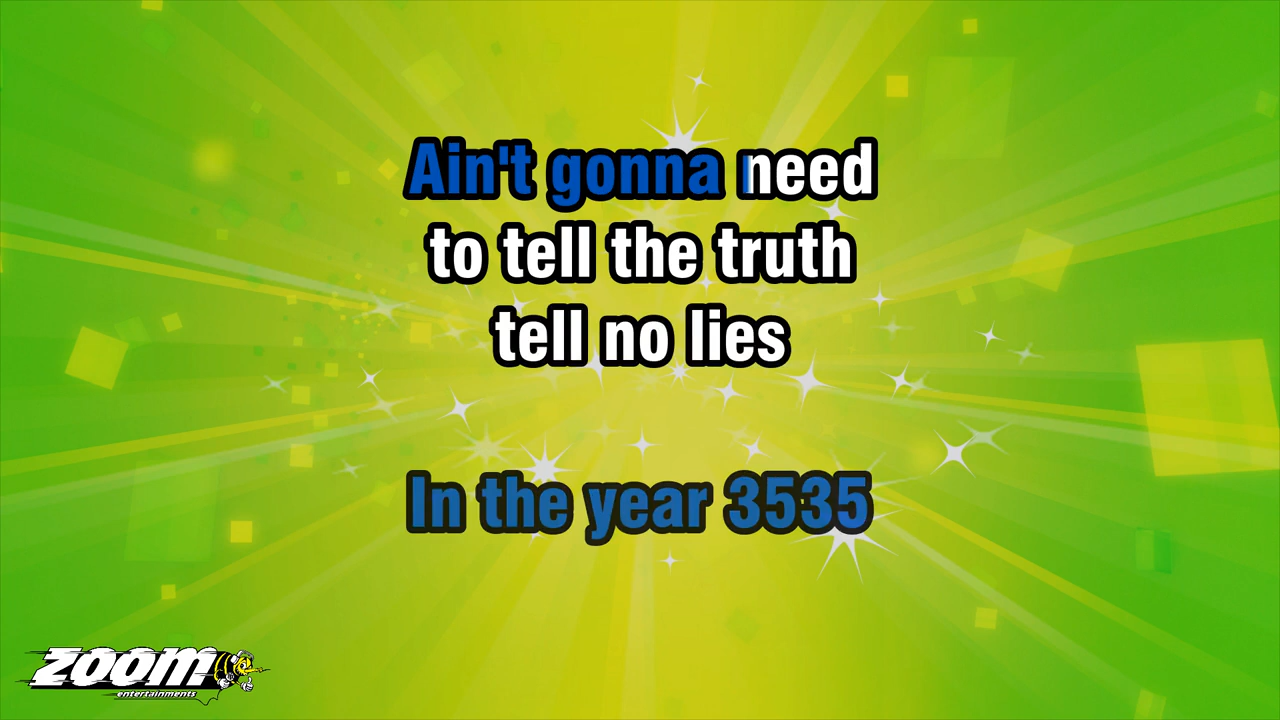 Ain't gonna need
to tell the truth
tell no lies
In the year 3535
zoom
entertainments